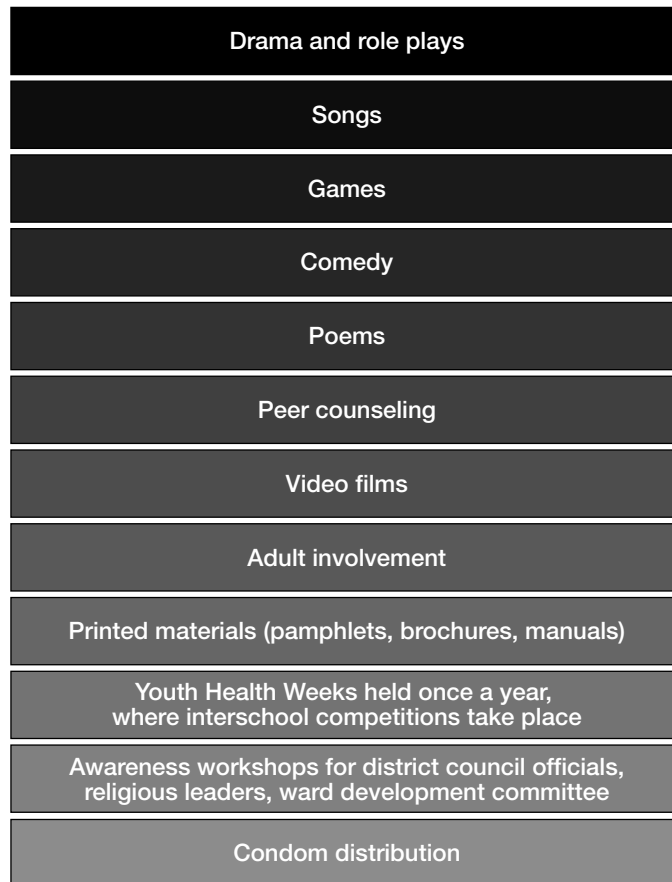 Drama and role plays
Songs
Games
Comedy
Poems
Peer counseling
Video films
Adult involvement
Printed materials (pamphlets, brochures, manuals)
Youth Health Weeks held once a year,
where interschool competitions take place
Awareness workshops for district council officials,
religious leaders, ward development committee
Condom distribution